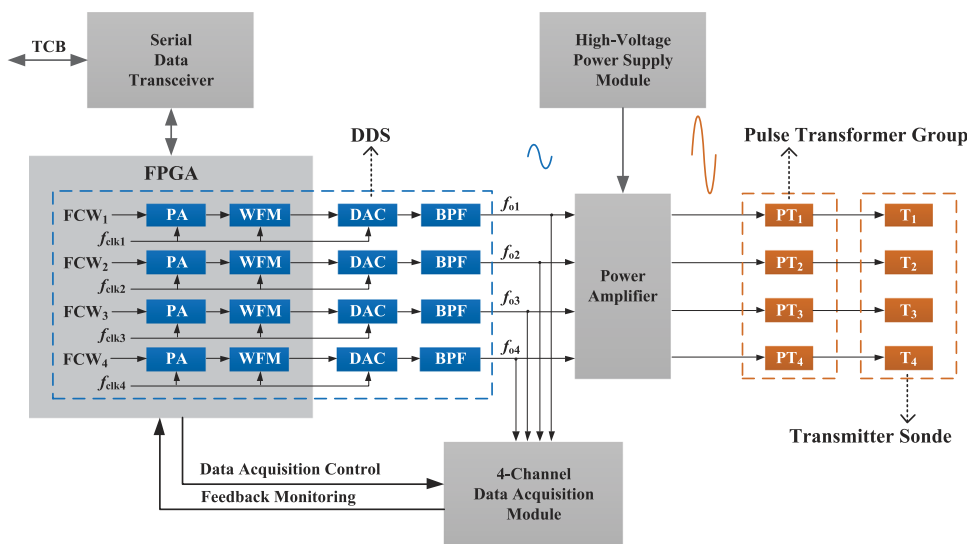 TCB
Serial
Data
Transceiver
High-Voltage
Power Supply
Module
DDS
Pulse Transformer Group
FPGA
FCW1 PA WFM DAC BPF fo1 PT1 T1
fclk1
FCW2 PA WFM DAC BPF fo2 PT2 T2
fclk2
Power
Amplifier
FCW3 PA WFM DAC BPF fo3 PT3 T3
fclk3
FCW4 PA WFM DAC BPF fo4 PT4 T4
fclk4
Transmitter Sonde
Data Acquisition Control
Feedback Monitoring
4-Channel
Data Acquisition
Module